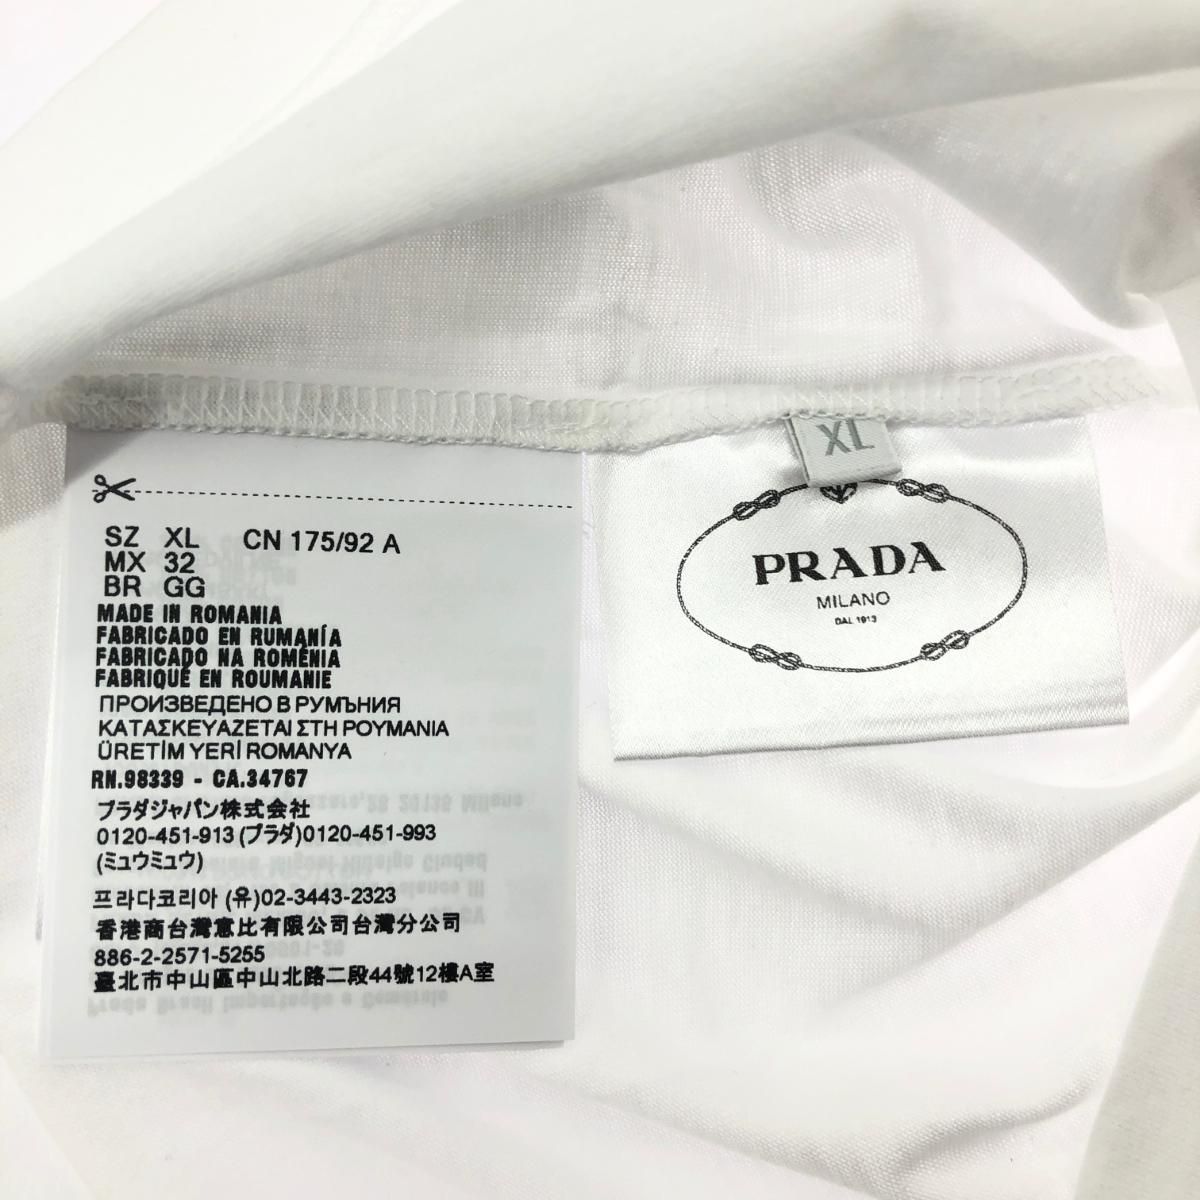 SZ XL CN 175/92 A
MX 32
BR GG
MADE IN ROMANIA
FABRICADO EN RUMANÍA
FABRICADO NA ROMÉNIA
FABRIQUÉ EN ROUMANIE
ПРОИЗВЕДЕНО В РУМЪНИЯ
ΚΑΤΑΣΚΕΥΑΖΕΤΑΙ ΣΤΗ ΡΟΥΜΑΝΙΑ
ÜRETİM YERİ ROMANYA
RN.98339 - CA.34767
プラダジャパン株式会社
0120-451-913 (プラダ)0120-451-993
(ミュウミュウ)
프라다코리아 (유)02-3443-2323
香港商台灣意比有限公司台灣分公司
886-2-2571-5255
臺北市中山區中山北路二段44號12樓A室
XL
PRADA
MILANO
DAL 1913